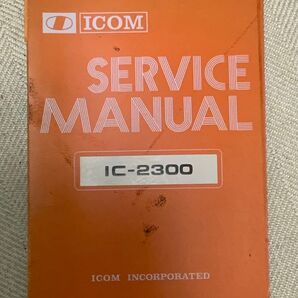 ICOM
SERVICE
MANUAL
IC-2300
ICOM INCORPORATED